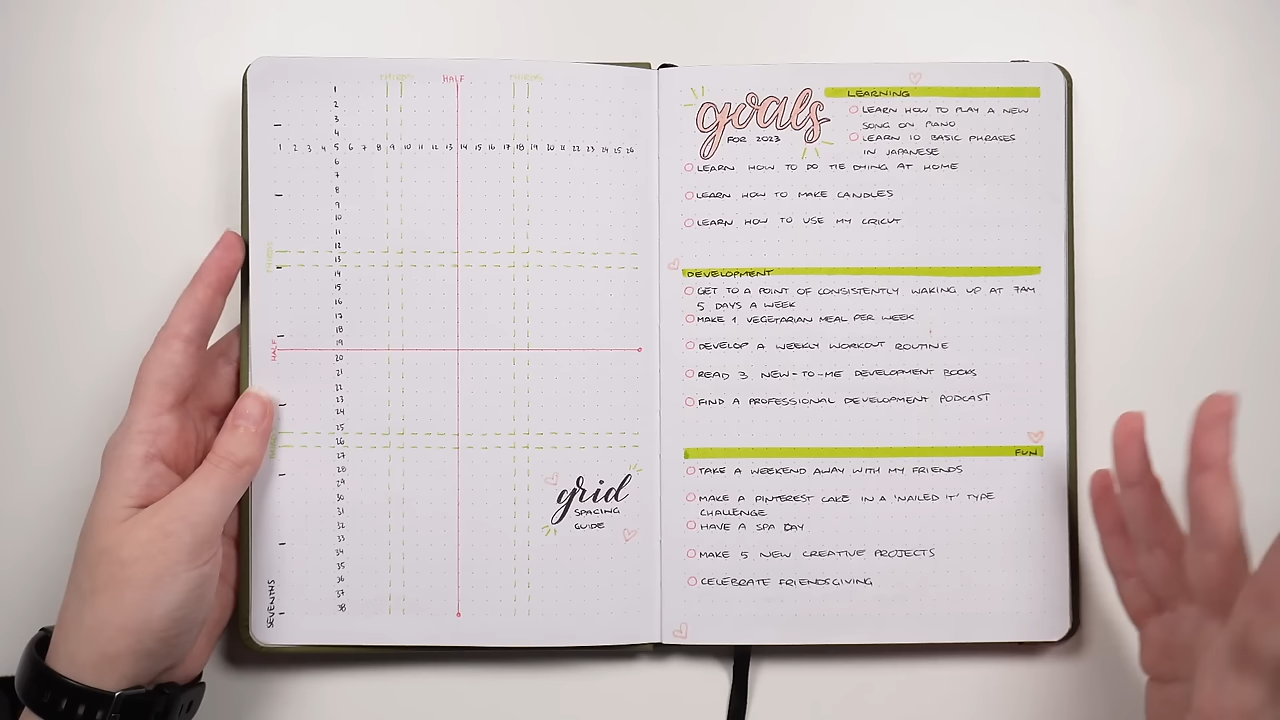 THIRDS HALF THIRDS
1
2
3
4
1 2 3 4 5 6 7 8 9 10 11 12 13 14 15 16 17 18 19 20 21 22 23 24 25 26
6
7
8
9
10
11
12
THIRDS
13
14
15
16
17
18
19
HALF
20
21
22
23
24
25
26
27
28
29
30
31
32
33
34
35
36
37
38
SEVENTHS
grid
SPACING
GUIDE
goals
FOR 2023
LEARNING
LEARN HOW TO PLAY A NEW
SONG ON PIANO
LEARN 10 BASIC PHRASES
IN JAPANESE
LEARN HOW TO DO TIE DYING AT HOME
LEARN HOW TO MAKE CANDLES
LEARN HOW TO USE MY CRICUT
DEVELOPMENT
GET TO A POINT OF CONSISTENTLY WAKING UP AT 7AM
5 DAYS A WEEK
MAKE 1 VEGETARIAN MEAL PER WEEK
DEVELOP A WEEKLY WORKOUT ROUTINE
READ 3 NEW-TO-ME DEVELOPMENT BOOKS
FIND A PROFESSIONAL DEVELOPMENT PODCAST
FUN
TAKE A WEEKEND AWAY WITH MY FRIENDS
MAKE A PINTEREST CAKE IN A 'NAILED IT' TYPE
CHALLENGE
HAVE A SPA DAY
MAKE 5 NEW CREATIVE PROJECTS
CELEBRATE FRIENDSGIVING